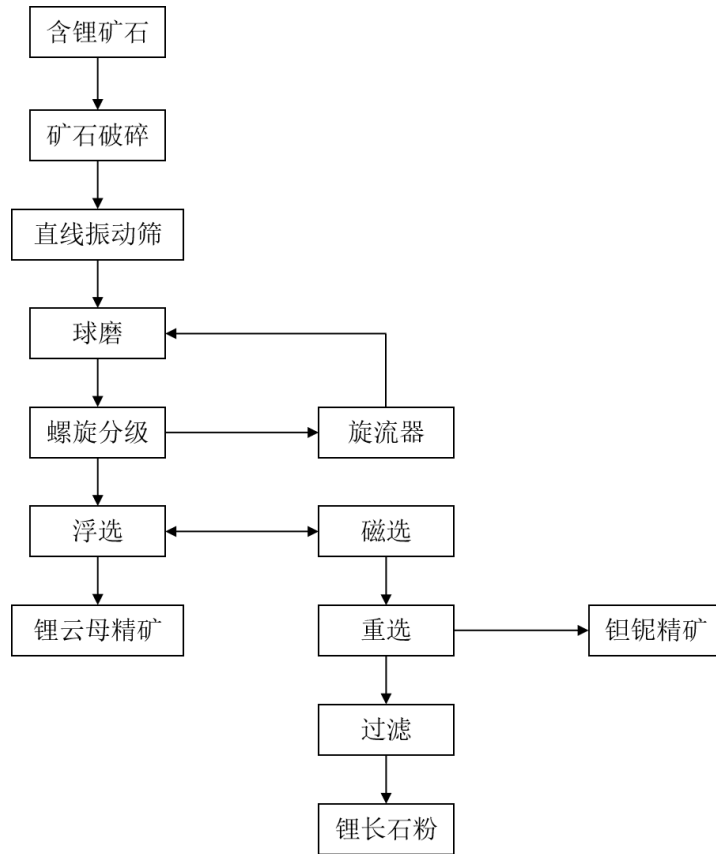 含锂矿石
矿石破碎
直线振动筛
球磨
螺旋分级
旋流器
浮选
磁选
锂云母精矿
重选
钽铌精矿
过滤
锂长石粉